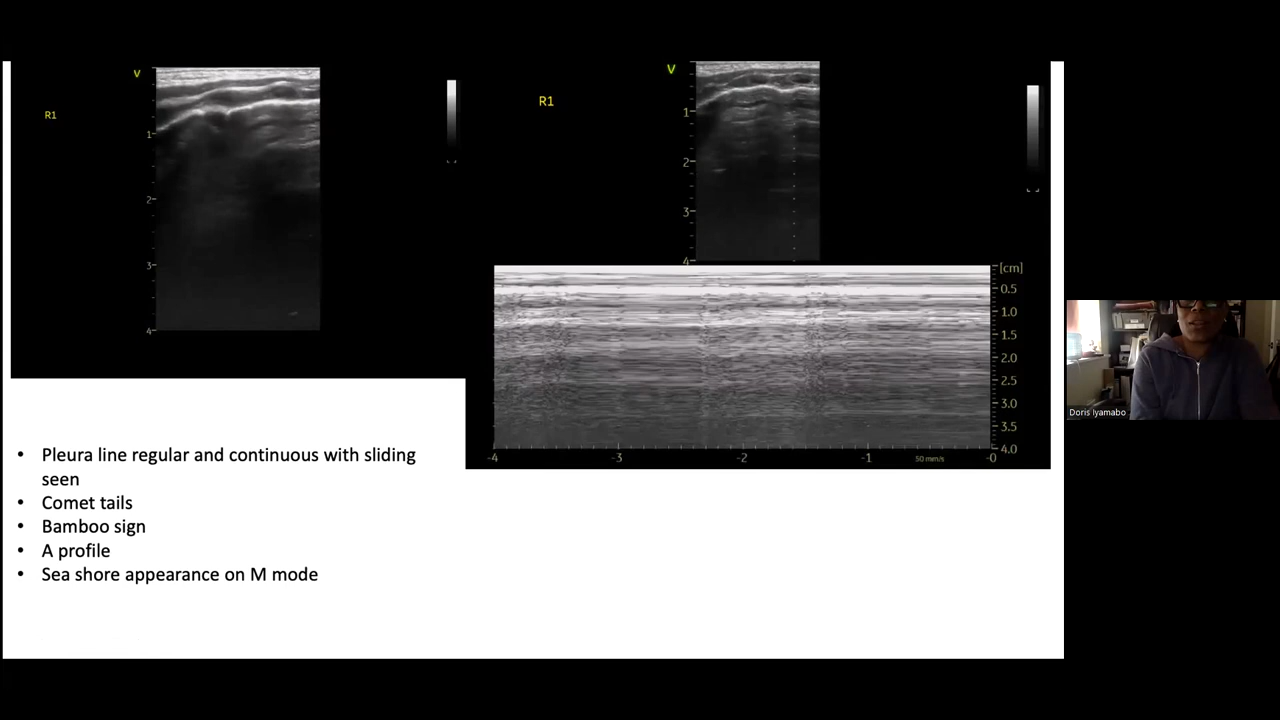 V
R1
1
2
3
4
V
R1
1
2
3
4
[cm]
0.5
1.0
1.5
2.0
2.5
3.0
3.5
4.0
-4 -3 -2 -1 50 mm/s -0
• Pleura line regular and continuous with sliding
seen
• Comet tails
• Bamboo sign
• A profile
• Sea shore appearance on M mode
Doris Iyamabo